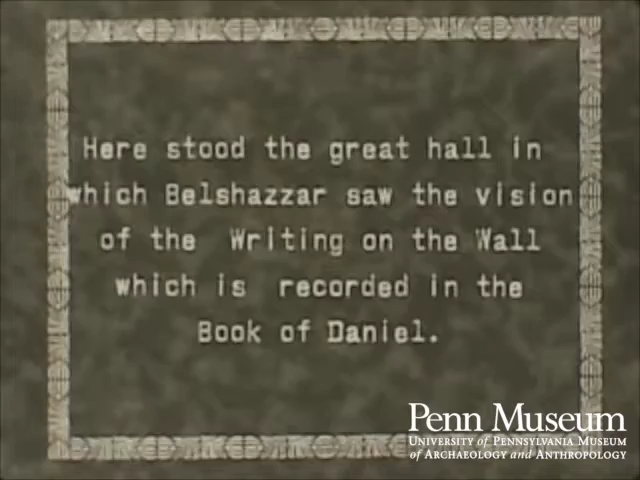 Here stood the great hall in
which Belshazzar saw the vision
of the Writing on the Wall
which is recorded in the
Book of Daniel.
Penn Museum
UNIVERSITY of PENNSYLVANIA MUSEUM
of ARCHAEOLOGY and ANTHROPOLOGY